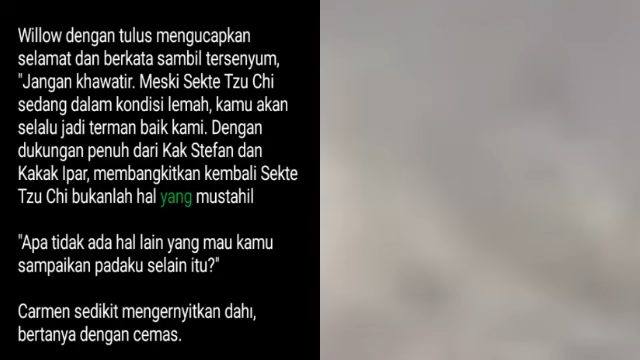 Willow dengan tulus mengucapkan
selamat dan berkata sambil tersenyum,
"Jangan khawatir. Meski Sekte Tzu Chi
sedang dalam kondisi lemah, kamu akan
selalu jadi terman baik kami. Dengan
dukungan penuh dari Kak Stefan dan
Kakak Ipar, membangkitkan kembali Sekte
Tzu Chi bukanlah hal yang mustahil
"Apa tidak ada hal lain yang mau kamu
sampaikan padaku selain itu?"
Carmen sedikit mengernyitkan dahı,
bertanya dengan cemas.